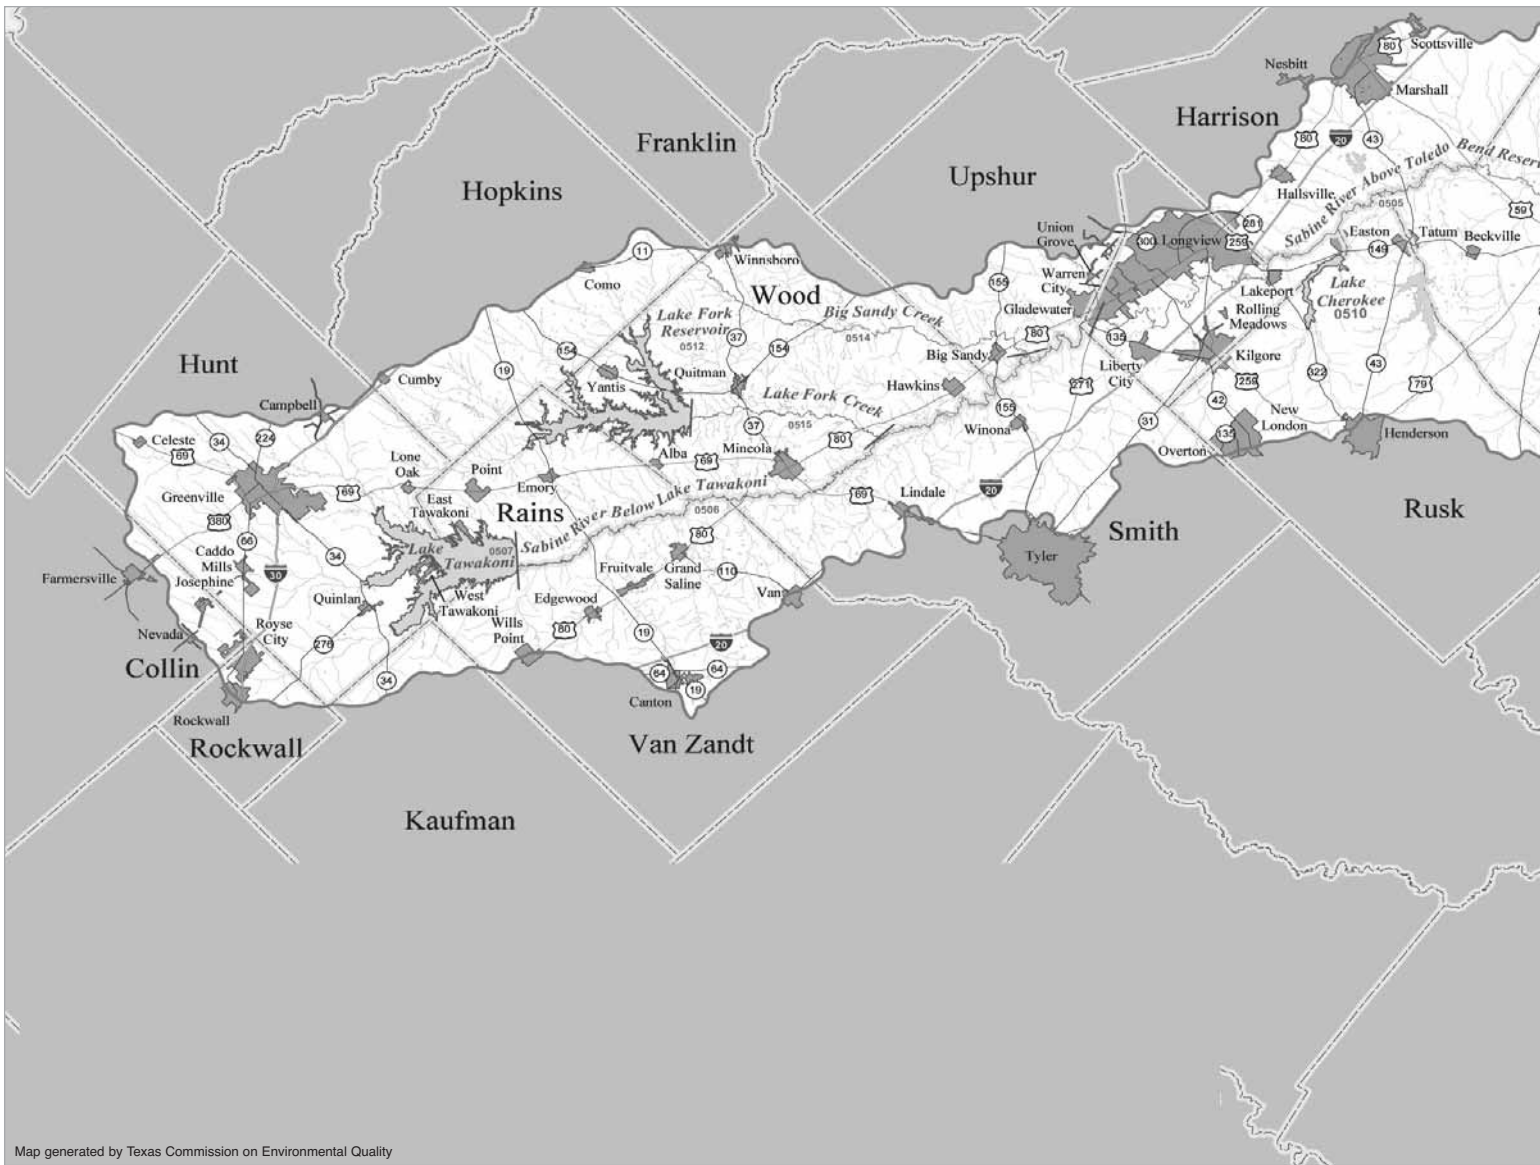 80
Scottsville
Nesbitt
Marshall
Harrison
Franklin
80
20
43
Hopkins
Upshur
Hallsville
Sabine River Above Toledo Bend Reserv
0505
59
Union
Grove
300
Longview
281
259
Easton
149
Tatum
Beckville
11
Winnsboro
Como
Wood
155
Warren
City
Gladewater
Lakeport
Lake
Cherokee
0510
Rolling
Meadows
Lake Fork
Reservoir
0512
37
Big Sandy Creek
0514
154
154
80
135
Big Sandy
Liberty
City
Kilgore
Hunt
19
Yantis
Quitman
Hawkins
271
259
322
43
79
Cumby
Campbell
Lake Fork Creek
0515
37
155
Winona
31
42
New
London
135
Henderson
Overton
Celeste
69
34
224
Lone
Oak
Point
Emory
Alba
69
Mineola
80
Greenville
69
East
Tawakoni
Rains
Sabine River Below Lake Tawakoni
0506
69
Lindale
20
Smith
Rusk
380
66
34
Lake
Tawakoni
0507
80
Tyler
Caddo
Mills
Josephine
Farmersville
30
Quinlan
West
Tawakoni
Fruitvale
Grand
Saline
110
Van
Edgewood
Nevada
Royse
City
276
Wills
Point
80
19
20
Collin
34
64
64
19
Canton
Rockwall
Rockwall
Van Zandt
Kaufman
Map generated by Texas Commission on Environmental Quality